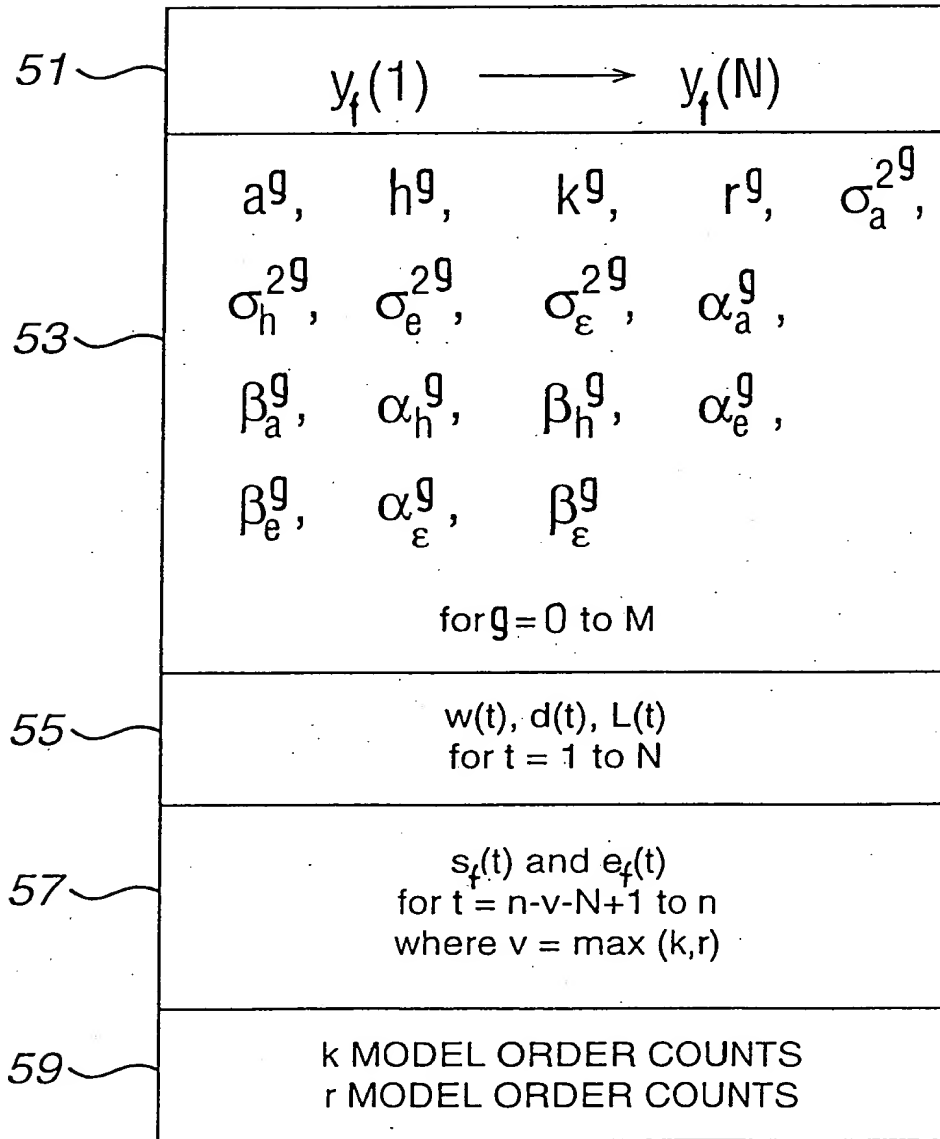 51 y_f(1) → y_f(N)
a^g, h^g, k^g, r^g, σ_a^2g,
σ_h^2g, σ_e^2g, σ_ε^2g, α_a^g,
53
β_a^g, α_h^g, β_h^g, α_e^g,
β_e^g, α_ε^g, β_ε^g
for g = 0 to M
w(t), d(t), L(t)
55
for t = 1 to N
s_f(t) and e_f(t)
57 for t = n-v-N+1 to n
where v = max (k,r)
k MODEL ORDER COUNTS
59
r MODEL ORDER COUNTS